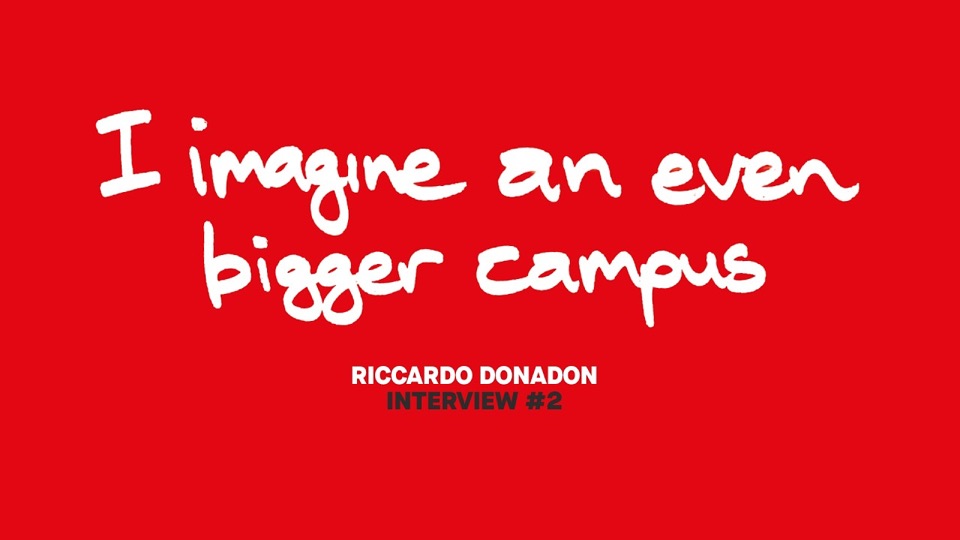 I imagine an even
bigger campus
RICCARDO DONADON
INTERVIEW #2